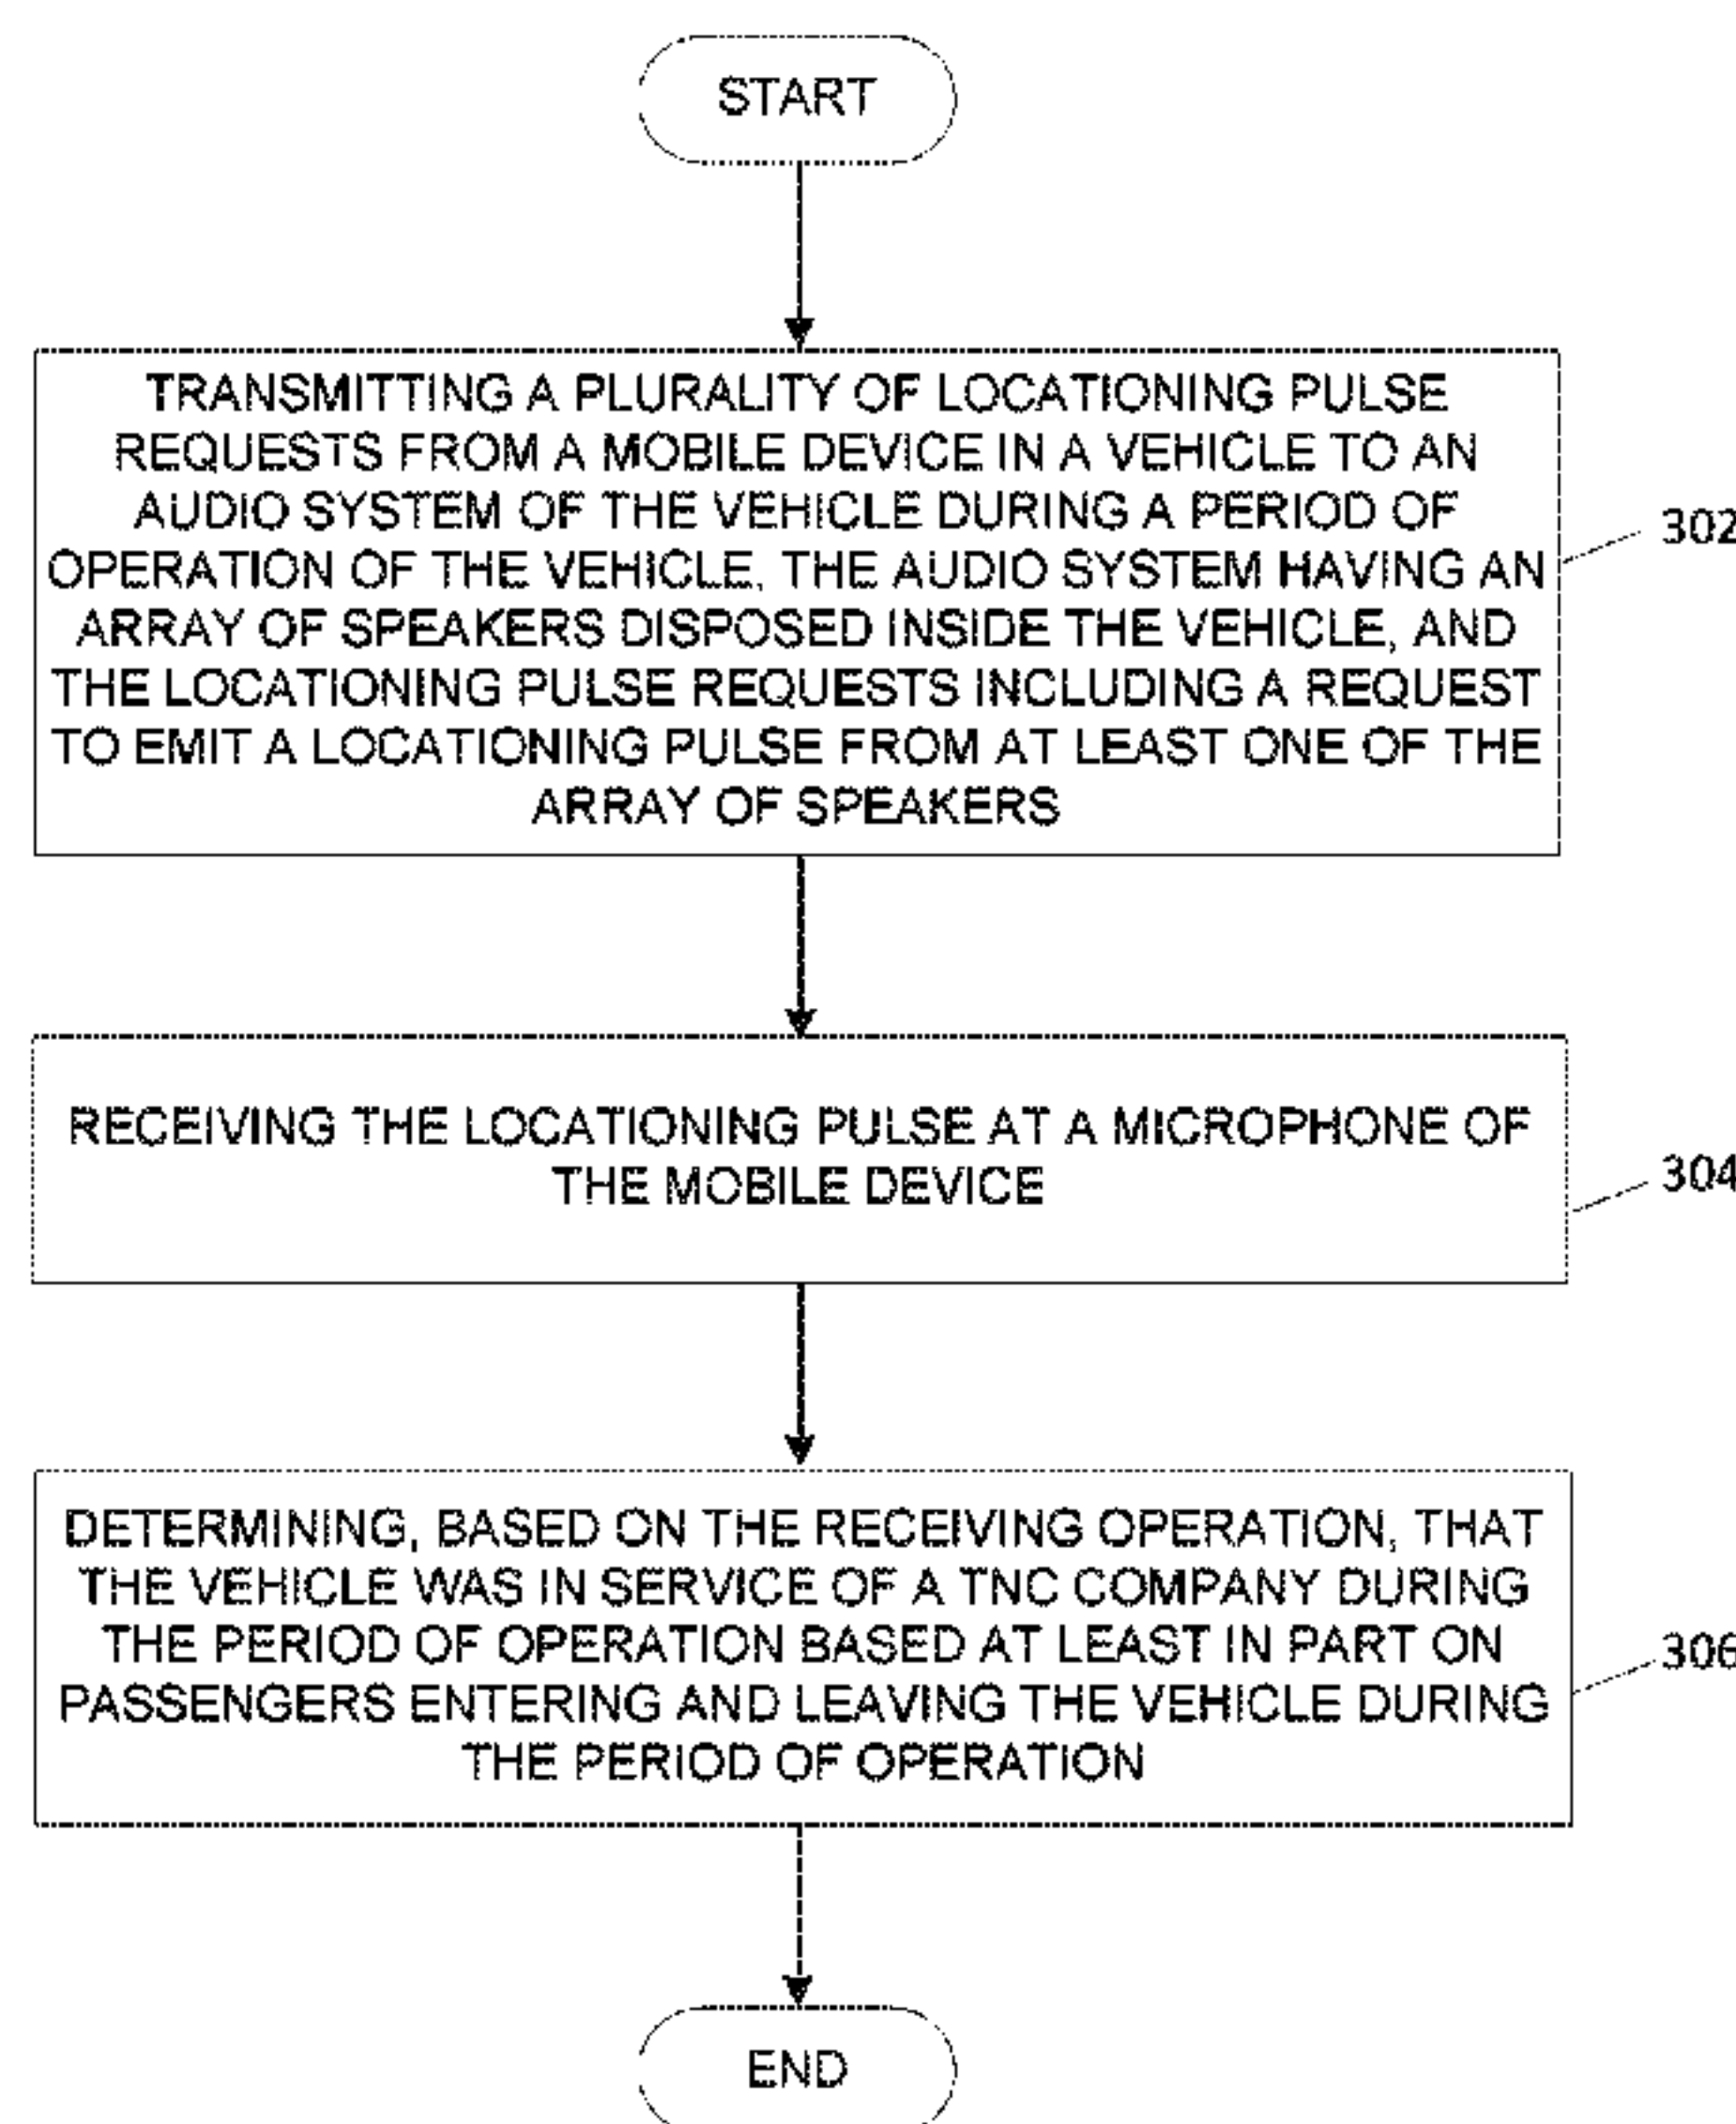 START
TRANSMITTING A PLURALITY OF LOCATIONING PULSE
REQUESTS FROM A MOBILE DEVICE IN A VEHICLE TO AN
AUDIO SYSTEM OF THE VEHICLE DURING A PERIOD OF
OPERATION OF THE VEHICLE, THE AUDIO SYSTEM HAVING AN
ARRAY OF SPEAKERS DISPOSED INSIDE THE VEHICLE, AND
THE LOCATIONING PULSE REQUESTS INCLUDING A REQUEST
TO EMIT A LOCATIONING PULSE FROM AT LEAST ONE OF THE
ARRAY OF SPEAKERS
302
RECEIVING THE LOCATIONING PULSE AT A MICROPHONE OF
THE MOBILE DEVICE
304
DETERMINING, BASED ON THE RECEIVING OPERATION, THAT
THE VEHICLE WAS IN SERVICE OF A TNC COMPANY DURING
THE PERIOD OF OPERATION BASED AT LEAST IN PART ON
PASSENGERS ENTERING AND LEAVING THE VEHICLE DURING
THE PERIOD OF OPERATION
306
END